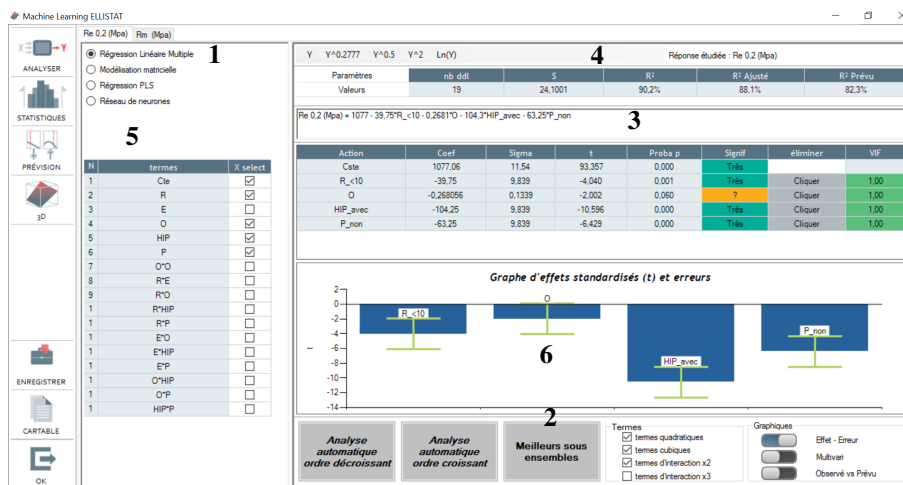 Machine Learning ELLISTAT
Re 0,2 (Mpa) Rm (Mpa)
X Y
ANALYSER
STATISTIQUES
PRÉVISION
3D
ENREGISTRER
CARTABLE
OK
Régression Linéaire Multiple
Modélisation matricielle
Régression PLS
Réseau de neurones
1
5
N termes X select
1 Cte
2 R
3 E
4 O
5 HIP
6 P
7 O*O
8 R*E
9 R*O
1 R*HIP
1 R*P
1 E*O
1 E*HIP
1 E*P
1 O*HIP
1 O*P
1 HIP*P
Y Y^0.2777 Y^0.5 Y^2 Ln(Y) 4 Réponse étudiée : Re 0,2 (Mpa)
Paramètres nb ddl S R² R² Ajusté R² Prévu
Valeurs 19 24,1001 90,2% 88,1% 82,3%
Re 0,2 (Mpa) = 1077 - 39,75*R_<10 - 0,2681*O - 104,3*HIP_avec - 63,25*P_non
3
Action Coef Sigma t Proba p Signif éliminer VIF
Cste 1077,06 11,54 93,357 0,000 Très
R_<10 -39,75 9,839 -4,040 0,001 Très Cliquer 1,00
O -0,268056 0,1339 -2,002 0,060 ? Cliquer 1,00
HIP_avec -104,25 9,839 -10,596 0,000 Très Cliquer 1,00
P_non -63,25 9,839 -6,429 0,000 Très Cliquer 1,00
Graphe d'effets standardisés (t) et erreurs
2
0
-2
-4
-6
-8
-10
-12
-14
t
R_<10
O
HIP_avec
P_non
6
2
Analyse
automatique
ordre décroissant
Analyse
automatique
ordre croissant
Meilleurs sous
ensembles
Termes
termes quadratiques
termes cubiques
termes d'interaction x2
termes d'interaction x3
Graphiques
Effet - Erreur
Multivari
Observé vs Prévu